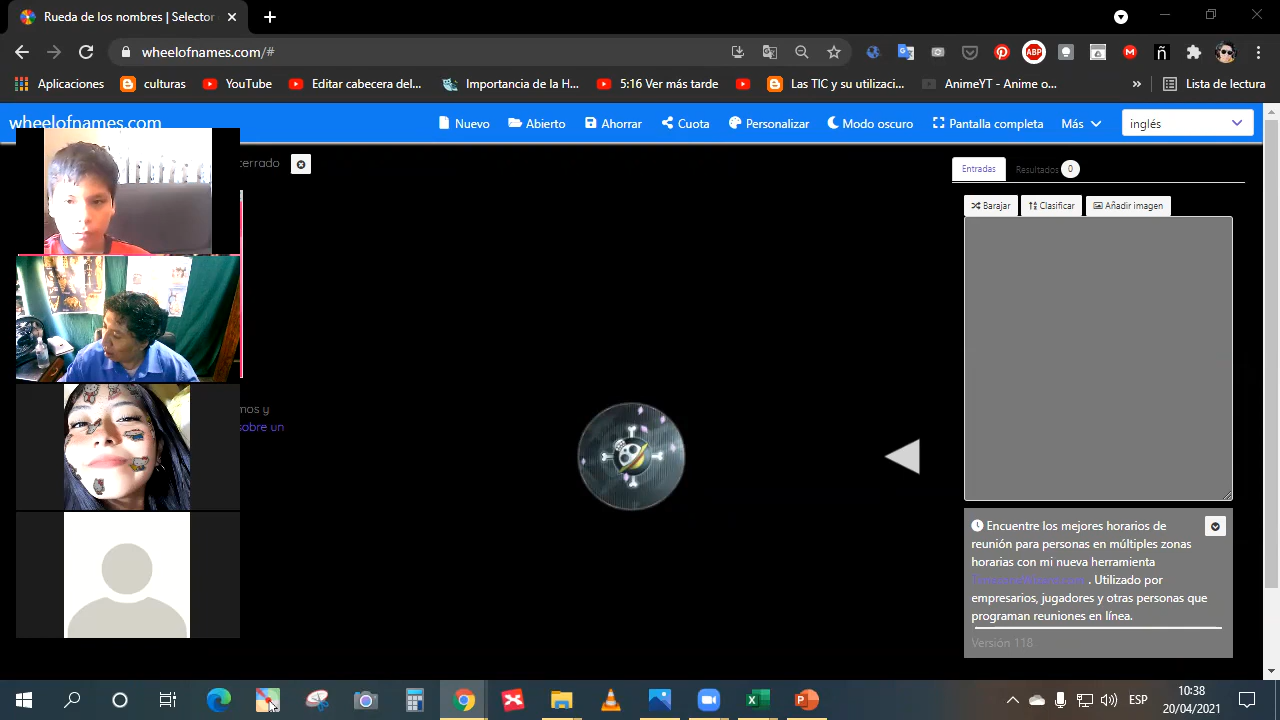 Rueda de los nombres | Selector
wheelofnames.com/#
ABP
ñ
Aplicaciones
culturas
YouTube
Editar cabecera del...
Importancia de la H...
5:16 Ver más tarde
Las TIC y su utilizaci...
AnimeYT - Anime o...
»
Lista de lectura
wheelofnames.com
Nuevo
Abierto
Ahorrar
Cuota
Personalizar
Modo oscuro
Pantalla completa
Más
inglés
cerrado
Entradas
Resultados 0
Barajar
Clasificar
Añadir imagen
mos y
sobre un
Encuentre los mejores horarios de
reunión para personas en múltiples zonas
horarias con mi nueva herramienta
. Utilizado por
empresarios, jugadores y otras personas que
programan reuniones en línea.
Versión 118
ESP
10:38
20/04/2021